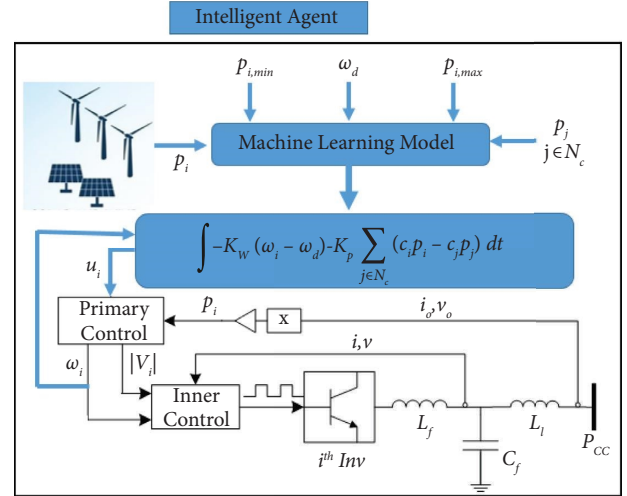 Intelligent Agent
p_{i,min} ω_d p_{i,max}
p_i Machine Learning Model p_j
j∈N_c
∫ −K_W (ω_i − ω_d)-K_p ∑_{j∈N_c} (c_i p_i − c_j p_j) dt
u_i
Primary
Control
p_i x i_o,v_o
ω_i |V_i| i,v
Inner
Control
i^{th} Inv
L_f L_l
C_f P_{CC}